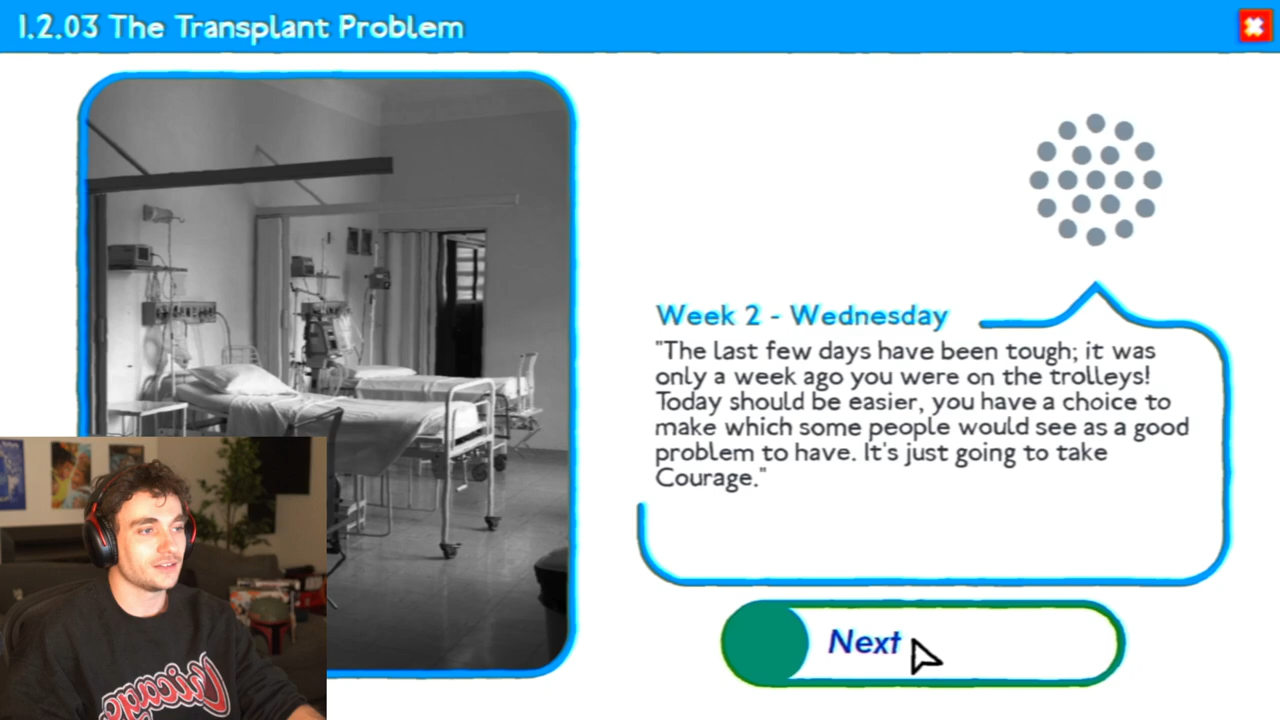 1.2.03 The Transplant Problem
Week 2 - Wednesday
"The last few days have been tough; it was
only a week ago you were on the trolleys!
Today should be easier, you have a choice to
make which some people would see as a good
problem to have. It's just going to take
Courage."
Next
Chicago